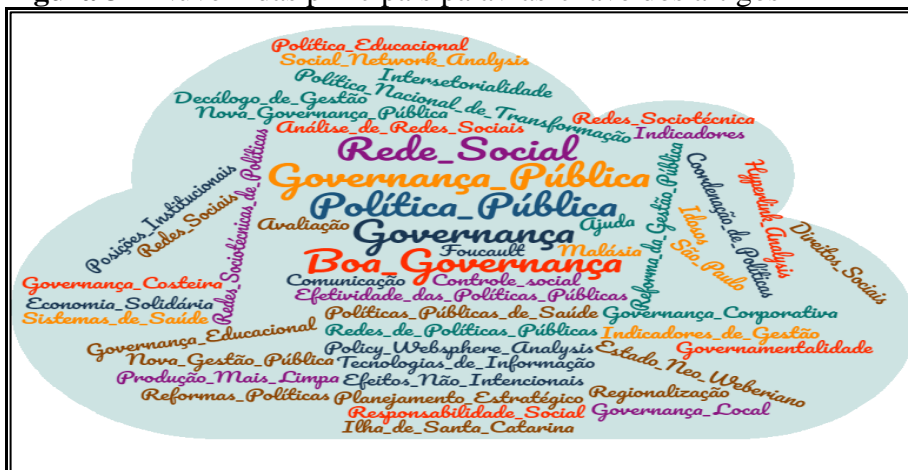 Política_Educacional
Social_Network_Analysis
Intersetorialidade
Política_Nacional_de_Transformação
Decálogo_de_Gestão
Nova_Governança_Pública
Redes_Sociotécnica
Análise_de_Redes_Sociais
Indicadores
Rede_Social
Governança_Pública
Política_Pública
Governança
Boa_Governança
Posições_Institucionais
Redes_Sociais
Redes_Sociotécnicas_de_Políticas
Avaliação
Ajuda
Foucault
Malásia
Reforma_da_Gestão_Pública
Idosos
São_Paulo
Coordenação_de_Políticas
Hyperlink_Analysis
Direitos_Sociais
Comunicação
Controle_social
Efetividade_das_Políticas_Públicas
Governança_Costeira
Economia_Solidária
Sistemas_de_Saúde
Políticas_Públicas_de_Saúde
Governança_Corporativa
Redes_de_Políticas_Públicas
Indicadores_de_Gestão
Governança_Educacional
Policy_Websphere_Analysis
Estado_Neo_Weberiano
Governamentalidade
Nova_Gestão_Pública
Tecnologias_de_Informação
Produção_Mais_Limpa
Efeitos_Não_Intencionais
Reformas_Políticas
Planejamento_Estratégico
Regionalização
Responsabilidade_Social
Governança_Local
Ilha_de_Santa_Catarina